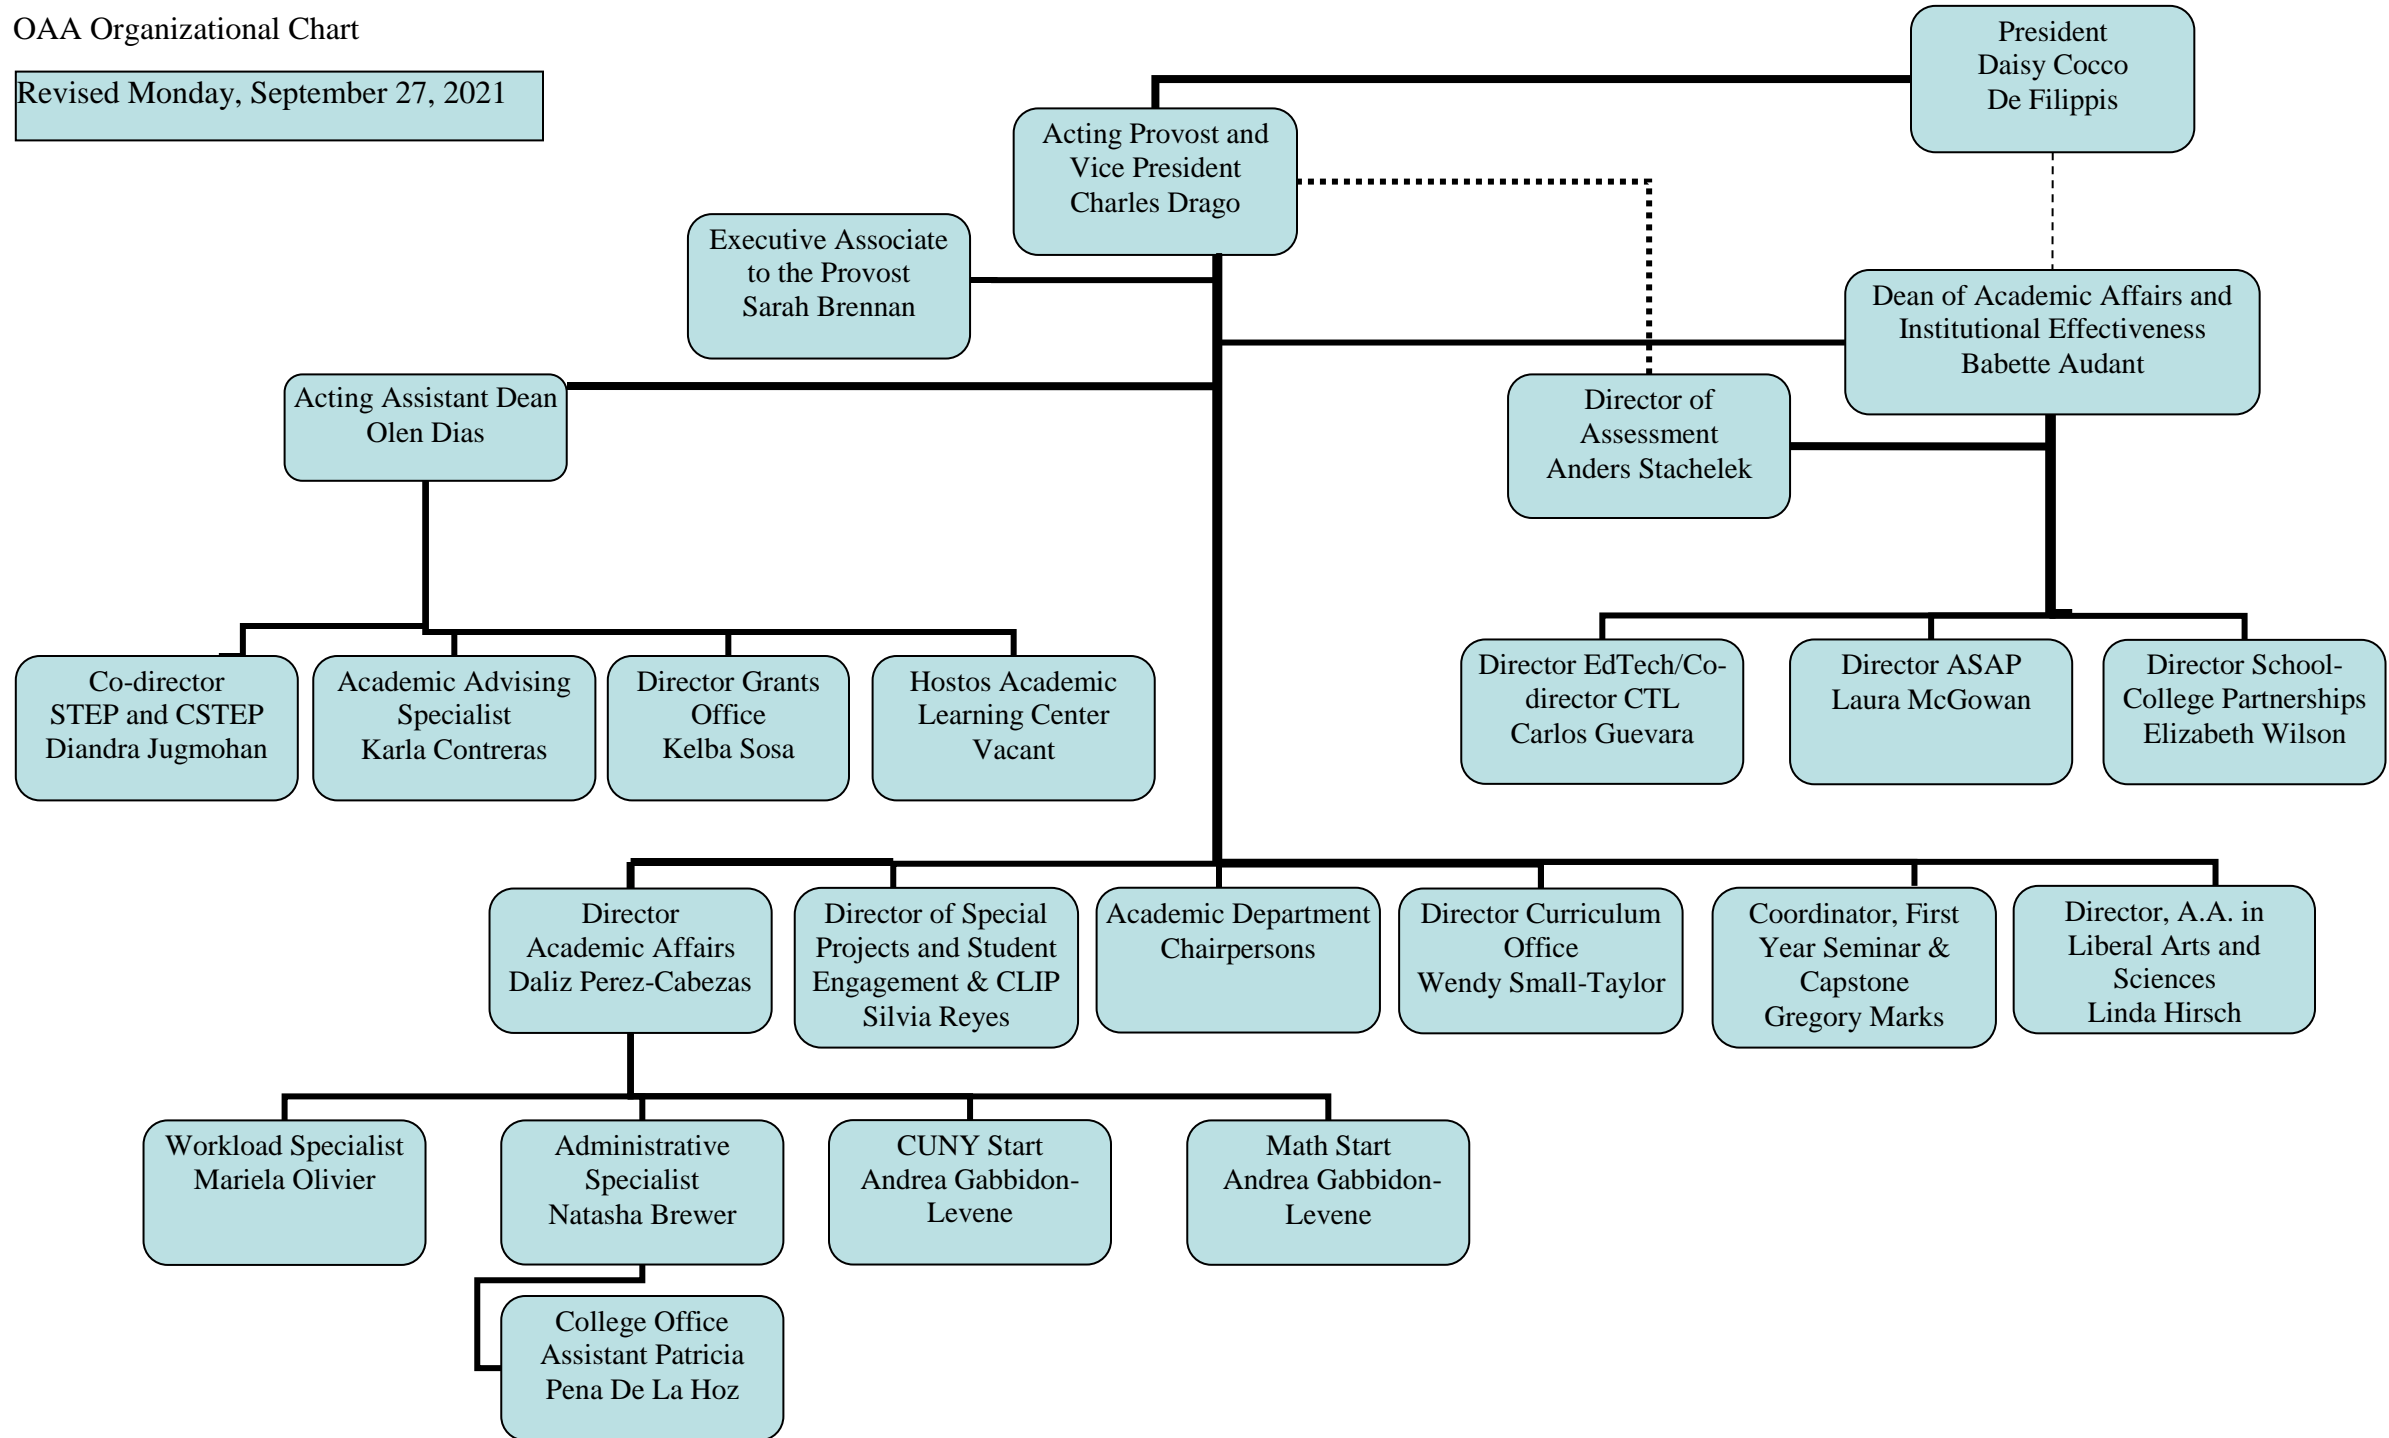 OAA Organizational Chart
Revised Monday, September 27, 2021
President
Daisy Cocco
De Filippis
Acting Provost and
Vice President
Charles Drago
Executive Associate
to the Provost
Sarah Brennan
Dean of Academic Affairs and
Institutional Effectiveness
Babette Audant
Acting Assistant Dean
Olen Dias
Director of
Assessment
Anders Stachelek
Co-director
STEP and CSTEP
Diandra Jugmohan
Academic Advising
Specialist
Karla Contreras
Director Grants
Office
Kelba Sosa
Hostos Academic
Learning Center
Vacant
Director EdTech/Co-
director CTL
Carlos Guevara
Director ASAP
Laura McGowan
Director School-
College Partnerships
Elizabeth Wilson
Director
Academic Affairs
Daliz Perez-Cabezas
Director of Special
Projects and Student
Engagement & CLIP
Silvia Reyes
Academic Department
Chairpersons
Director Curriculum
Office
Wendy Small-Taylor
Coordinator, First
Year Seminar &
Capstone
Gregory Marks
Director, A.A. in
Liberal Arts and
Sciences
Linda Hirsch
Workload Specialist
Mariela Olivier
Administrative
Specialist
Natasha Brewer
CUNY Start
Andrea Gabbidon-
Levene
Math Start
Andrea Gabbidon-
Levene
College Office
Assistant Patricia
Pena De La Hoz